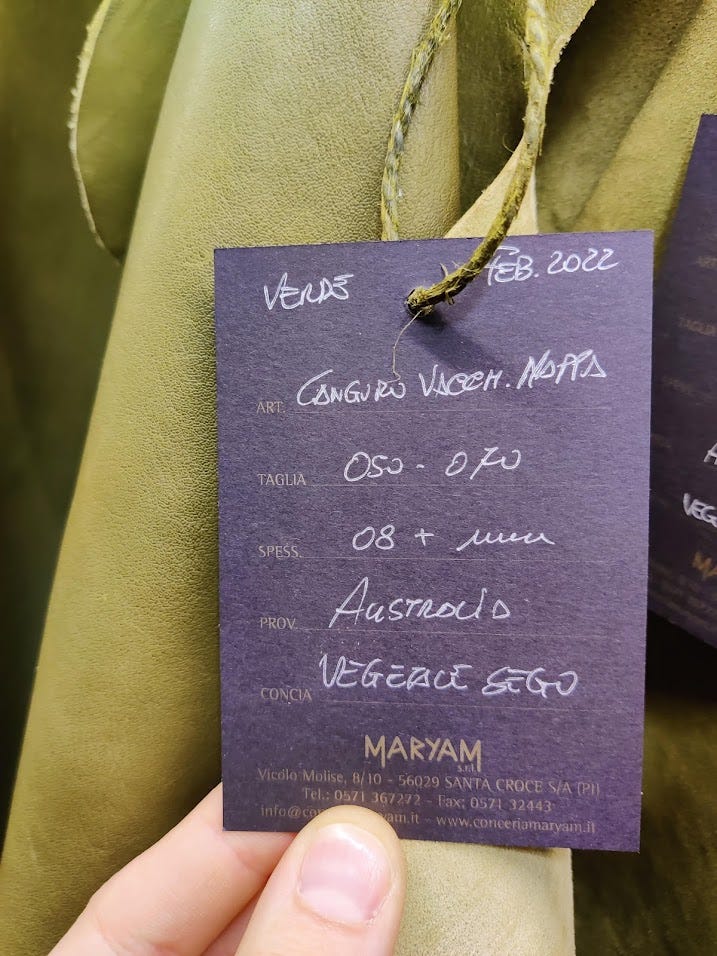 VERDE FEB. 2022
ART. CANGURO VACCH. NAPPA
TAGLIA 050 - 070
SPESS. 08 + mm
PROV. AUSTRALIA
CONCIA VEGETALE SEGO
MARYAM
s.r.l.
Vicolo Molise, 8/10 - 56029 SANTA CROCE S/A (PI)
Tel.: 0571 367272 - Fax: 0571 32443
www.conceriamaryam.it